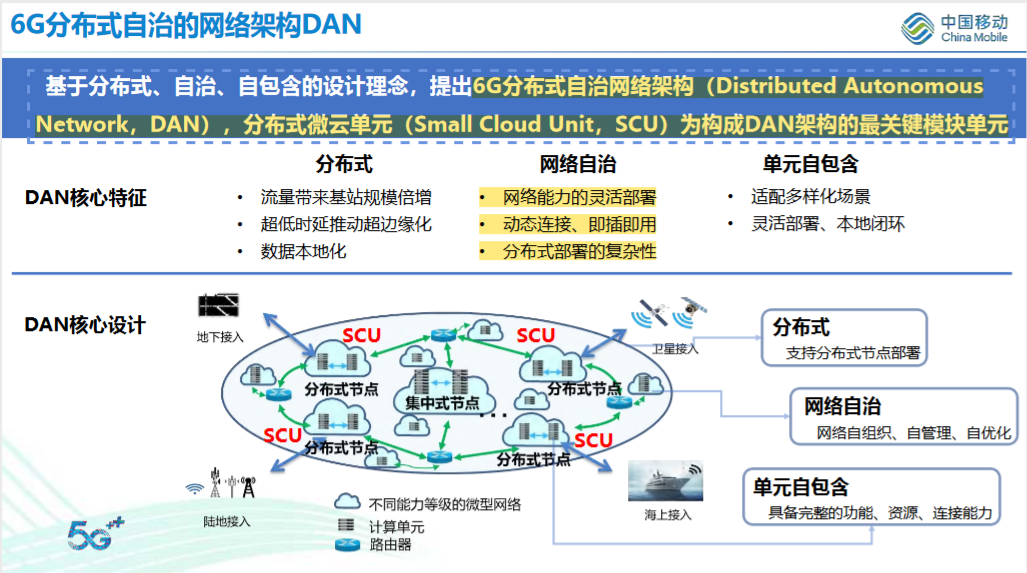 6G分布式自治的网络架构DAN
中国移动
China Mobile
基于分布式、自治、自包含的设计理念，提出6G分布式自治网络架构（Distributed Autonomous
Network，DAN），分布式微云单元（Small Cloud Unit，SCU）为构成DAN架构的最关键模块单元
分布式 网络自治 单元自包含
DAN核心特征
• 流量带来基站规模倍增 • 网络能力的灵活部署 • 适配多样化场景
• 超低时延推动超边缘化 • 动态连接、即插即用 • 灵活部署、本地闭环
• 数据本地化 • 分布式部署的复杂性
DAN核心设计
地下接入
SCU
SCU
卫星接入
分布式
支持分布式节点部署
分布式节点
集中式节点
分布式节点
...
网络自治
网络自组织、自管理、自优化
SCU
分布式节点
SCU
分布式节点
陆地接入
海上接入
单元自包含
具备完整的功能、资源、连接能力
不同能力等级的微型网络
计算单元
路由器
5G++